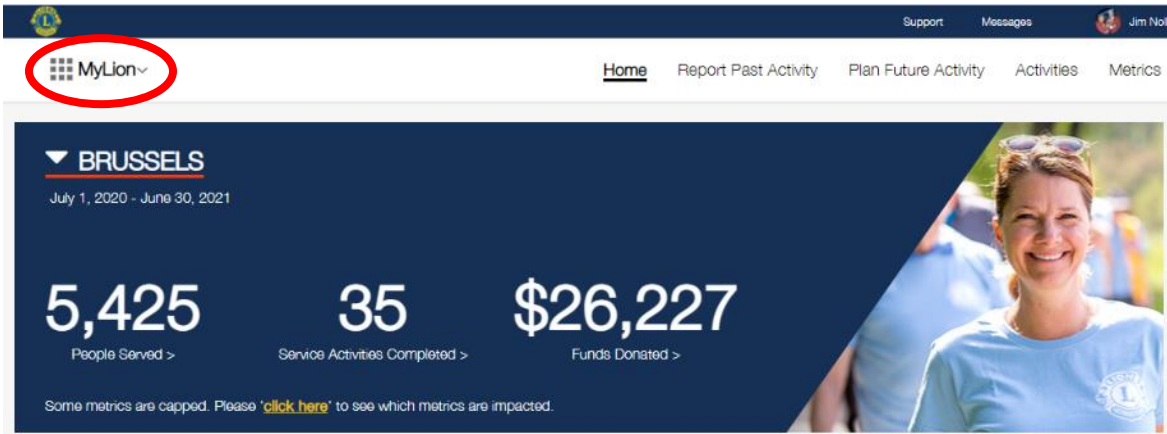 Support Messages Jim Nol
MyLion
Home Report Past Activity Plan Future Activity Activities Metrics
BRUSSELS
July 1, 2020 - June 30, 2021
5,425 35 $26,227
People Served > Service Activities Completed > Funds Donated >
Some metrics are capped. Please 'click here' to see which metrics are impacted.